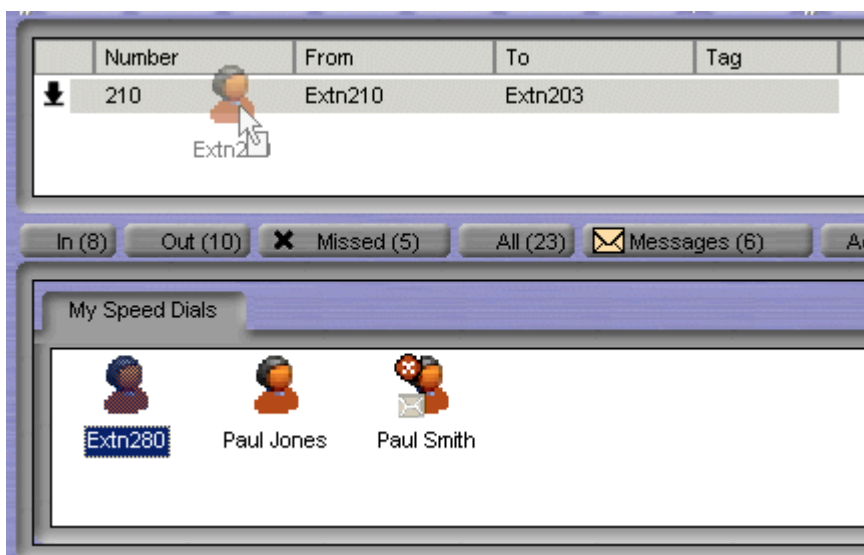 Number From To Tag
210 Extn210 Extn203
In (8) Out (10) Missed (5) All (23) Messages (6)
My Speed Dials
Extn280 Paul Jones Paul Smith